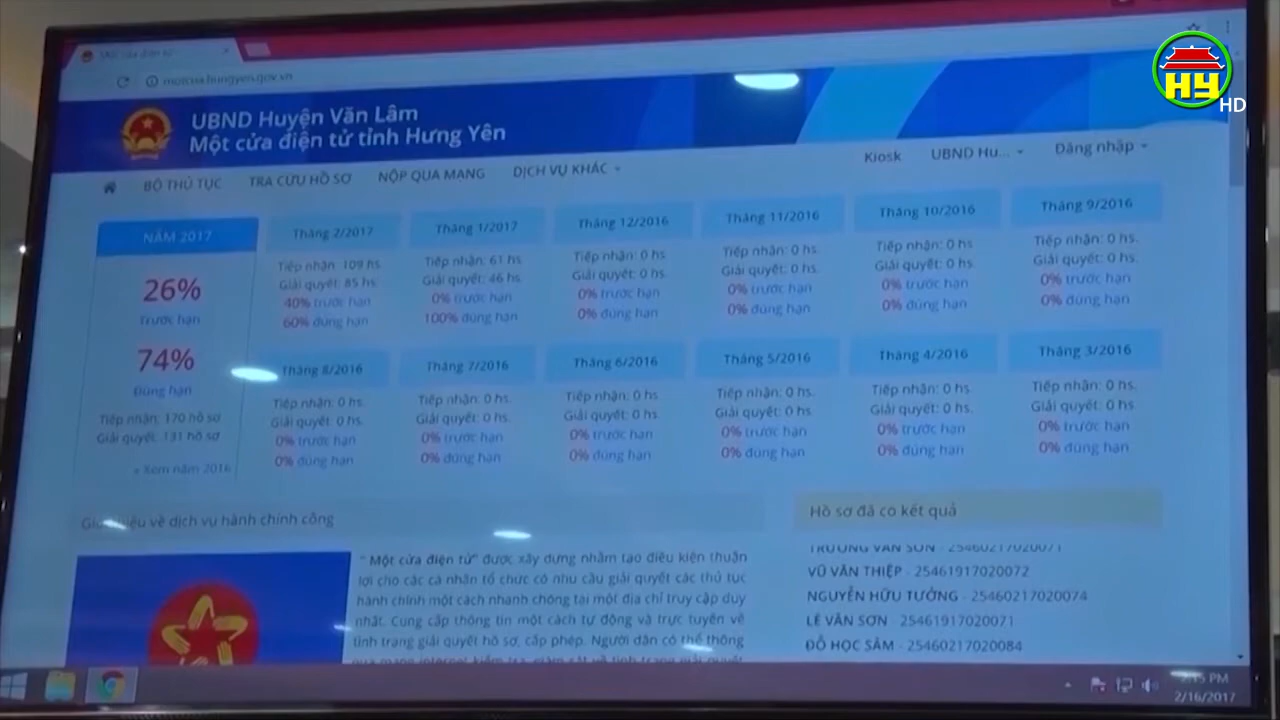 HY
HD
motcua.hungyen.gov.vn
UBND Huyện Văn Lâm
Một cửa điện tử tỉnh Hưng Yên
Kiosk UBND Hu... Đăng nhập
BỘ THỦ TỤC TRA CỨU HỒ SƠ NỘP QUA MẠNG DỊCH VỤ KHÁC
NĂM 2017
26%
Trước hạn
74%
Đúng hạn
Tiếp nhận: 170 hồ sơ
Giải quyết: 131 hồ sơ
« Xem năm 2016
Tháng 2/2017
Tiếp nhận: 109 hs.
Giải quyết: 85 hs.
40% trước hạn
60% đúng hạn
Tháng 1/2017
Tiếp nhận: 61 hs.
Giải quyết: 46 hs.
0% trước hạn
100% đúng hạn
Tháng 12/2016
Tiếp nhận: 0 hs.
Giải quyết: 0 hs.
0% trước hạn
0% đúng hạn
Tháng 11/2016
Tiếp nhận: 0 hs.
Giải quyết: 0 hs.
0% trước hạn
0% đúng hạn
Tháng 10/2016
Tiếp nhận: 0 hs.
Giải quyết: 0 hs.
0% trước hạn
0% đúng hạn
Tháng 9/2016
Tiếp nhận: 0 hs.
Giải quyết: 0 hs.
0% trước hạn
0% đúng hạn
Tháng 8/2016
Tiếp nhận: 0 hs.
Giải quyết: 0 hs.
0% trước hạn
0% đúng hạn
Tháng 7/2016
Tiếp nhận: 0 hs.
Giải quyết: 0 hs.
0% trước hạn
0% đúng hạn
Tháng 6/2016
Tiếp nhận: 0 hs.
Giải quyết: 0 hs.
0% trước hạn
0% đúng hạn
Tháng 5/2016
Tiếp nhận: 0 hs.
Giải quyết: 0 hs.
0% trước hạn
0% đúng hạn
Tháng 4/2016
Tiếp nhận: 0 hs.
Giải quyết: 0 hs.
0% trước hạn
0% đúng hạn
Tháng 3/2016
Tiếp nhận: 0 hs.
Giải quyết: 0 hs.
0% trước hạn
0% đúng hạn
về dịch vụ hành chính công
" Một cửa điện tử" được xây dựng nhằm tạo điều kiện thuận
lợi cho các cá nhân tổ chức có nhu cầu giải quyết các thủ tục
hành chính một cách nhanh chóng tại một địa chỉ truy cập duy
nhất. Cung cấp thông tin một cách tự động và trực tuyến về
tình trạng giải quyết hồ sơ, cấp phép. Người dân có thể thông
qua mạng internet kiểm tra, giám sát về tình trạng giải quyết
Hồ sơ đã có kết quả
TRƯƠNG VĂN SƠN - 25460217020071
VŨ VĂN THIỆP - 25461917020072
NGUYỄN HỮU TƯỞNG - 25460217020074
LÊ VĂN SƠN 25461917020071
ĐỖ HỌC SÂM - 25460217020084
PM
2/16/2017